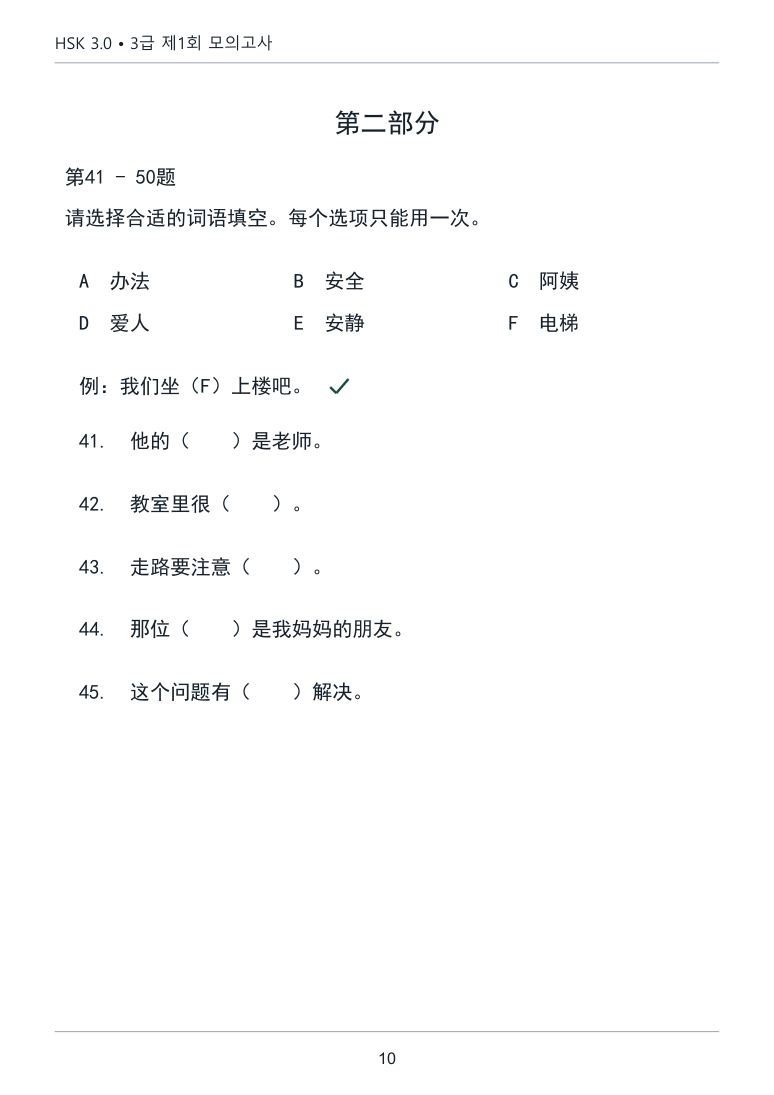 HSK 3.0 • 3급 제1회 모의고사
第二部分
第41 - 50题
请选择合适的词语填空。每个选项只能用一次。
A 办法 B 安全 C 阿姨
D 爱人 E 安静 F 电梯
例：我们坐（F）上楼吧。 ✓
41. 他的（　　）是老师。
42. 教室里很（　　）。
43. 走路要注意（　　）。
44. 那位（　　）是我妈妈的朋友。
45. 这个问题有（　　）解决。
10